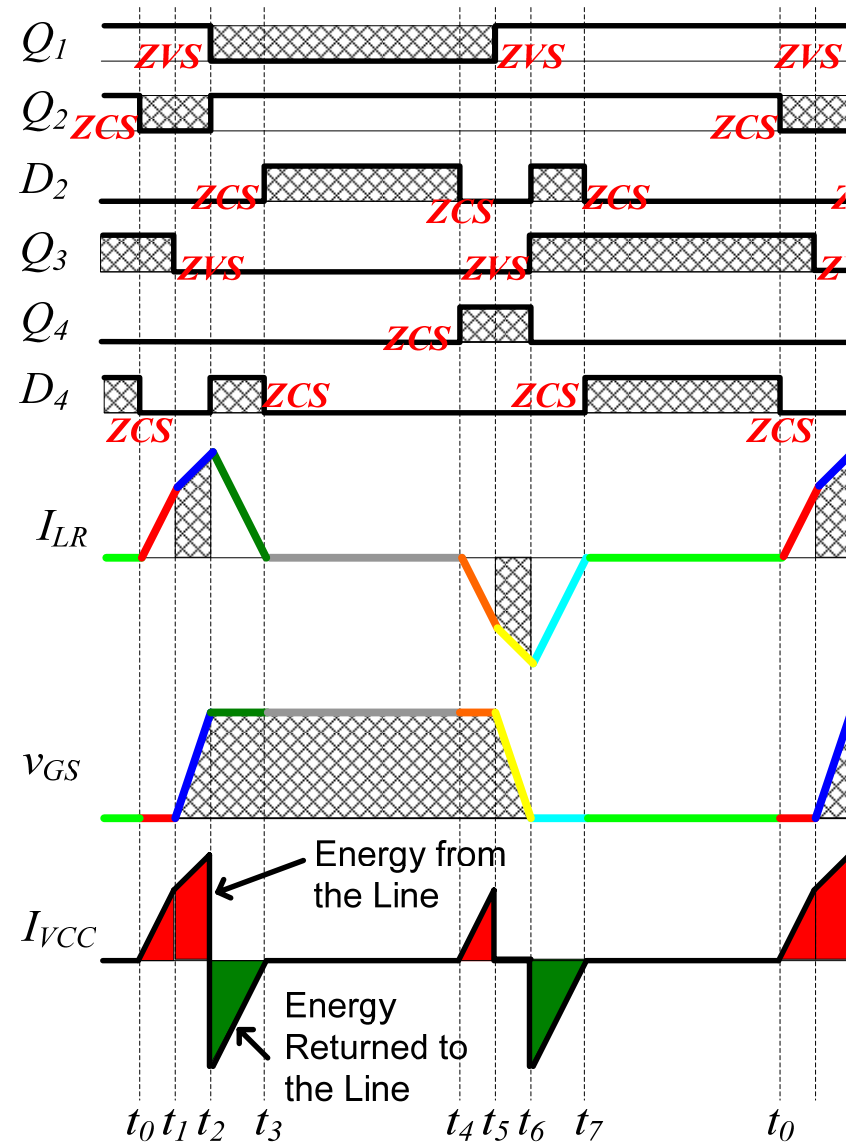 Q1
ZVS ZVS ZVS
Q2
ZCS ZCS
D2
ZCS ZCS ZCS
Q3
ZVS ZVS
Q4
ZCS
D4
ZCS ZCS
ZCS ZCS
ILR
vGS
Energy from
the Line
IVCC
Energy
Returned to
the Line
t0 t1 t2 t3 t4 t5 t6 t7 t0